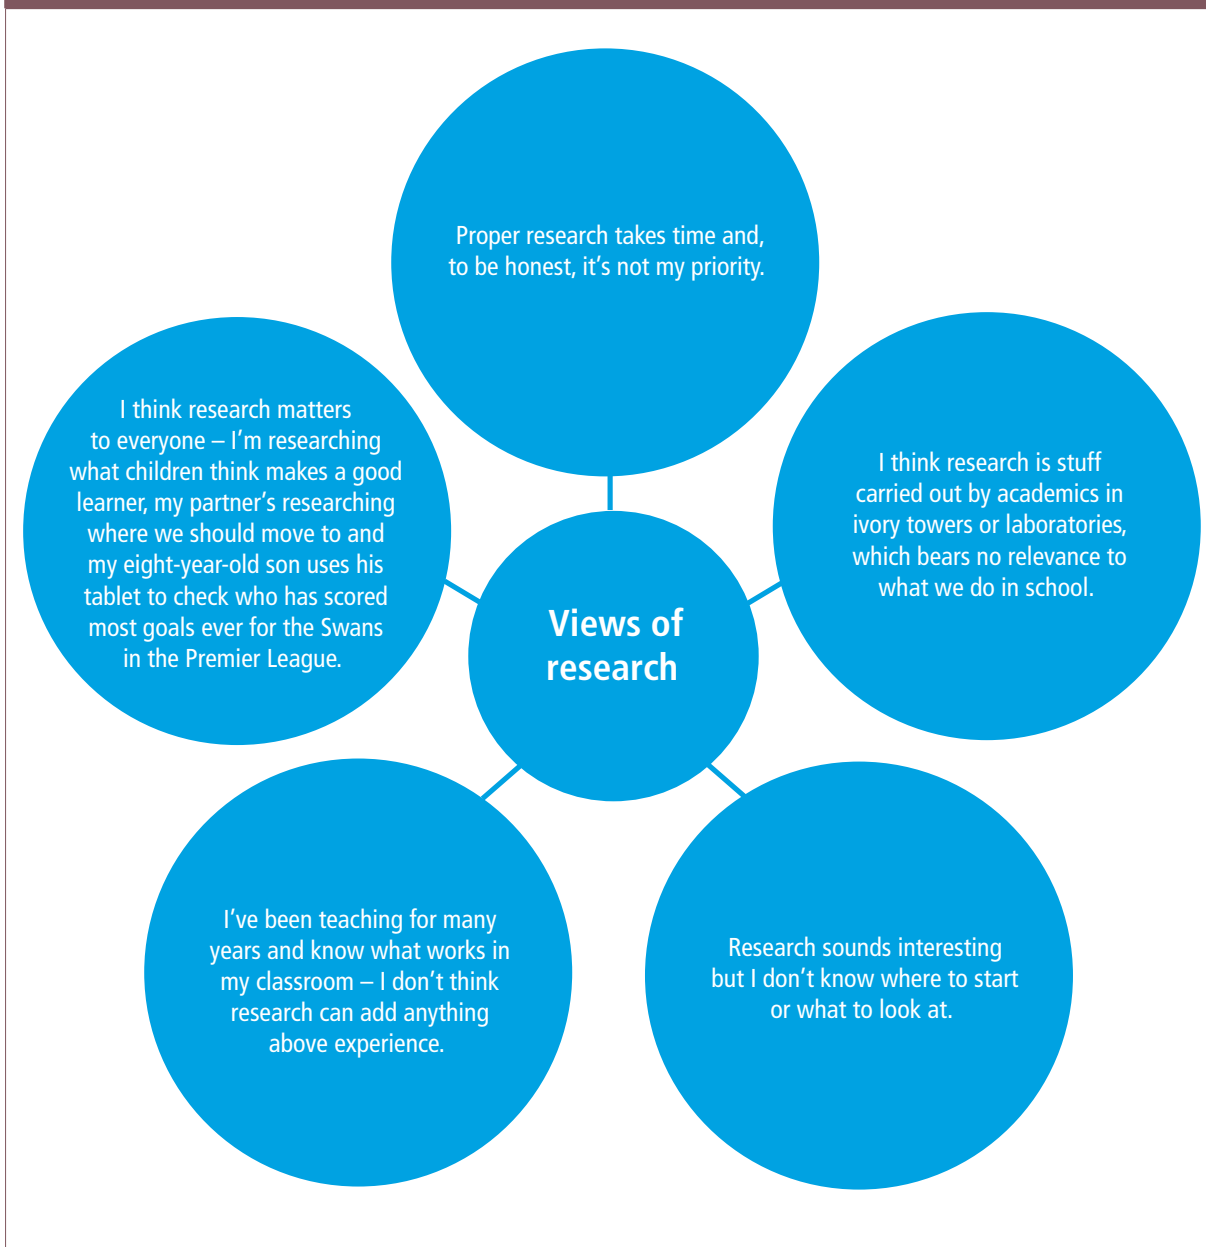 Proper research takes time and,
to be honest, it’s not my priority.
I think research matters
to everyone – I’m researching
what children think makes a good
learner, my partner’s researching
where we should move to and
my eight-year-old son uses his
tablet to check who has scored
most goals ever for the Swans
in the Premier League.
I think research is stuff
carried out by academics in
ivory towers or laboratories,
which bears no relevance to
what we do in school.
Views of
research
I’ve been teaching for many
years and know what works in
my classroom – I don’t think
research can add anything
above experience.
Research sounds interesting
but I don’t know where to start
or what to look at.